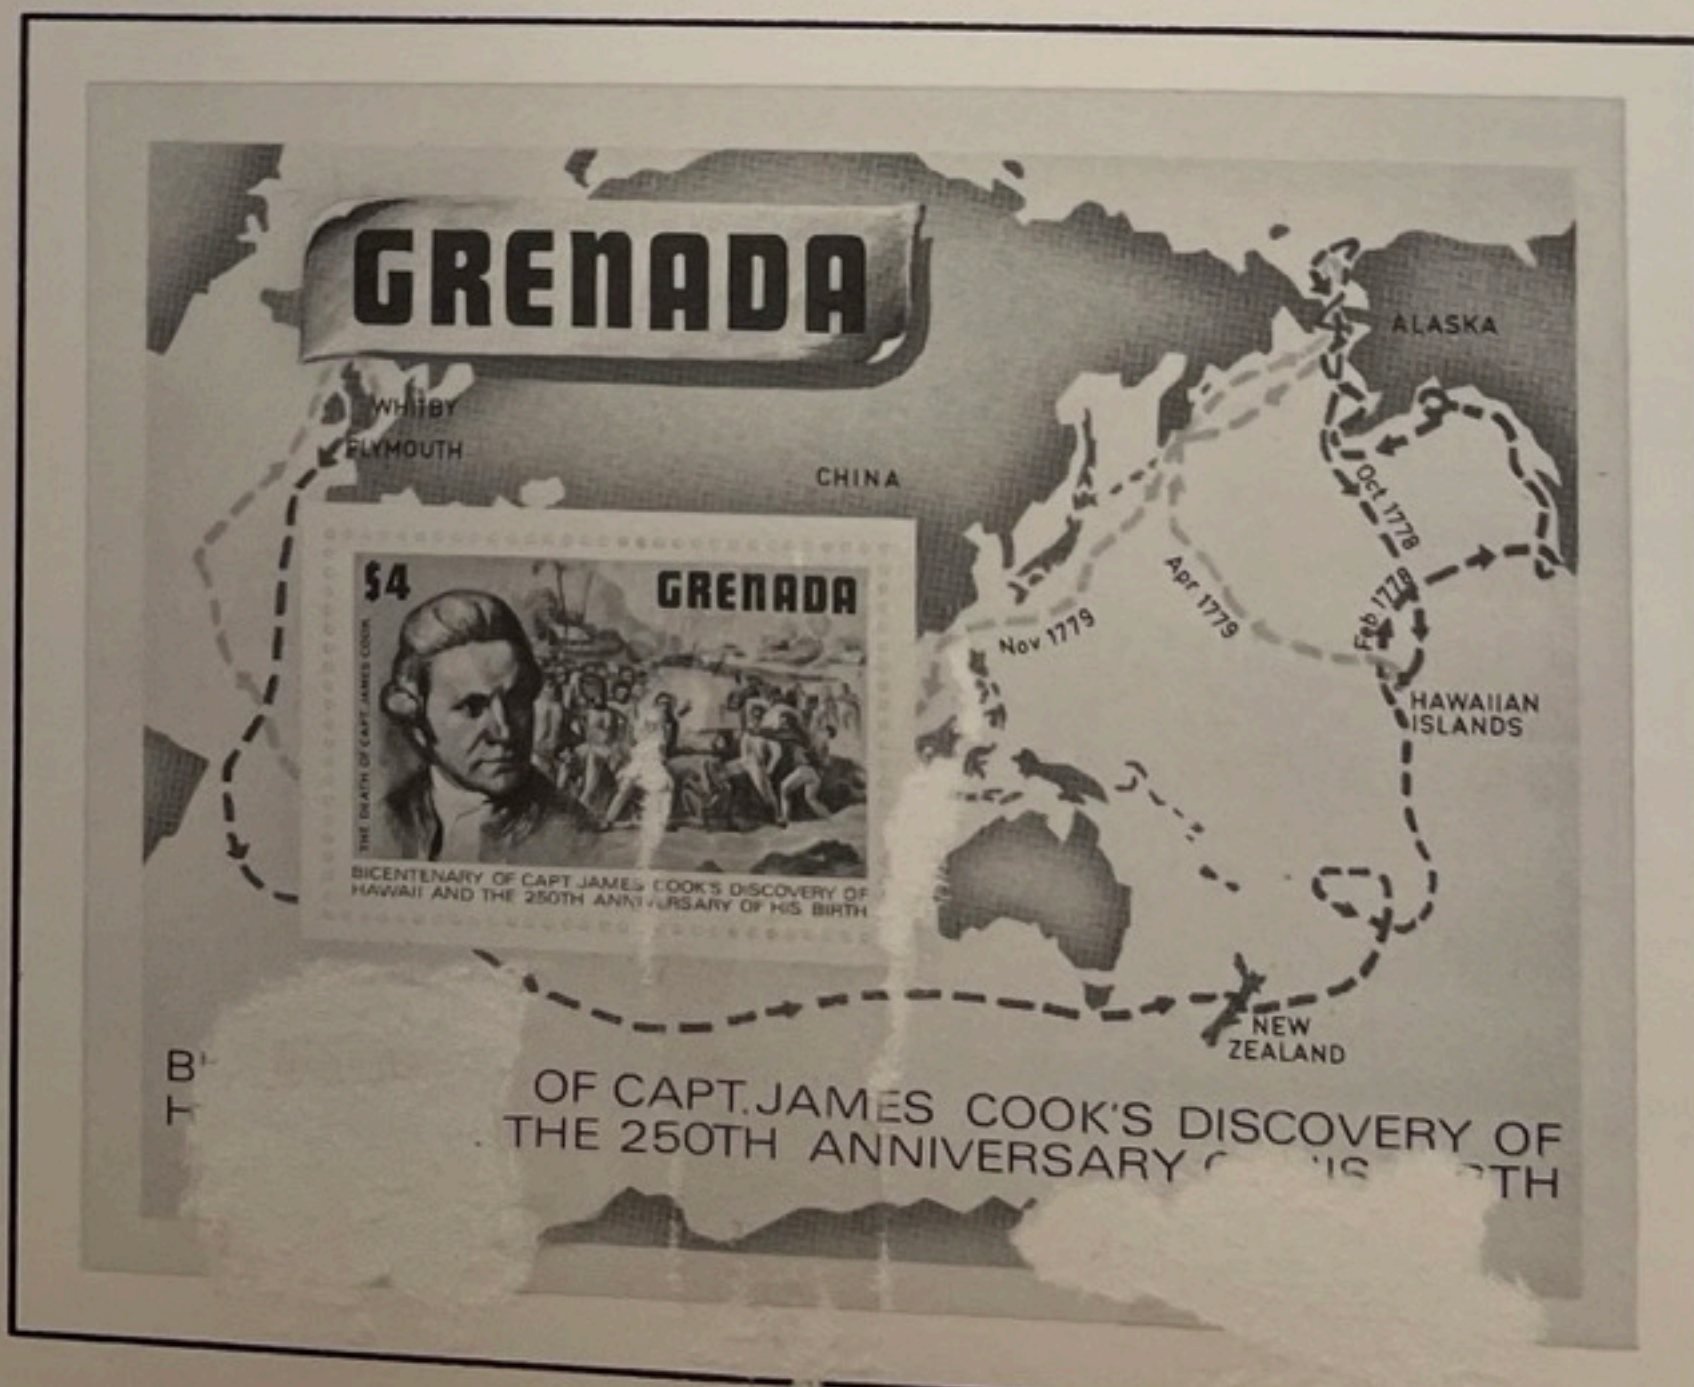 GRENADA
ALASKA
WHITBY
PLYMOUTH
CHINA
Oct 1778
Feb 1778
Apr 1779
Nov 1779
HAWAIIAN
ISLANDS
$4
GRENADA
THE DEATH OF CAPT. JAMES COOK
BICENTENARY OF CAPT JAMES COOK'S DISCOVERY OF
HAWAII AND THE 250TH ANNIVERSARY OF HIS BIRTH
NEW
ZEALAND
OF CAPT. JAMES COOK'S DISCOVERY OF
THE 250TH ANNIVERSARY